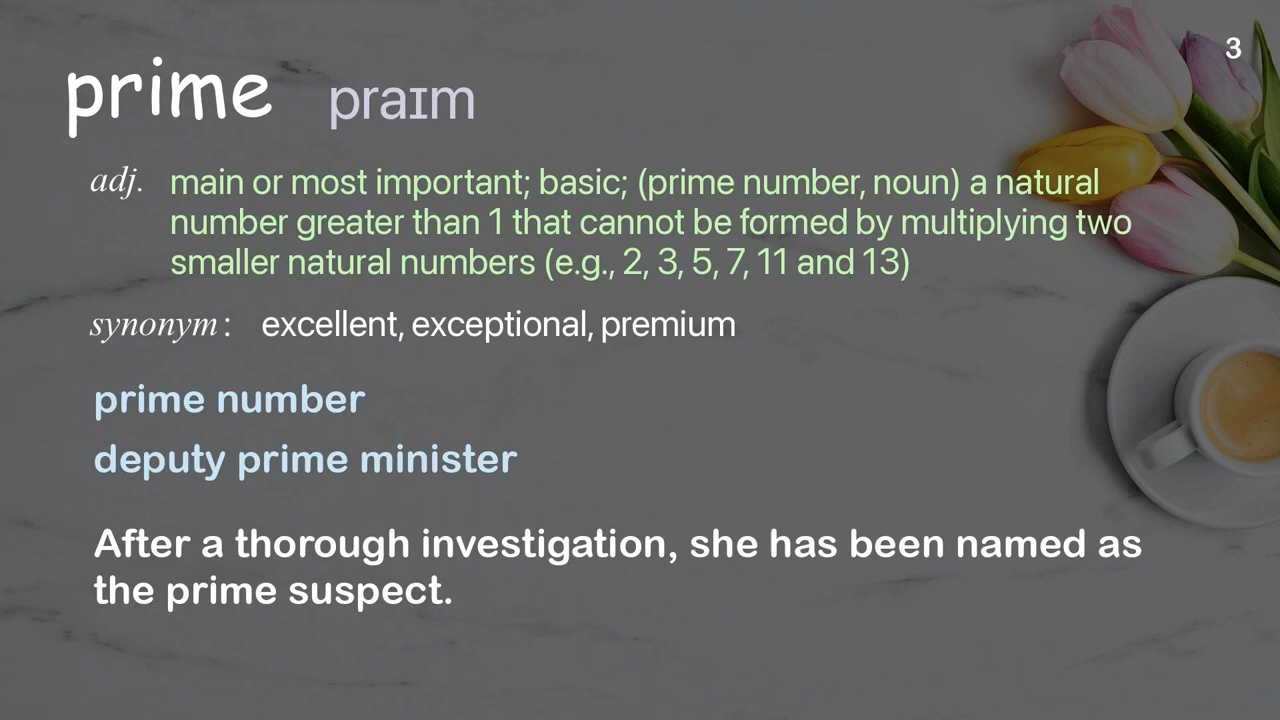 3
prime praɪm
adj. main or most important; basic; (prime number, noun) a natural
number greater than 1 that cannot be formed by multiplying two
smaller natural numbers (e.g., 2, 3, 5, 7, 11 and 13)
synonym : excellent, exceptional, premium
prime number
deputy prime minister
After a thorough investigation, she has been named as
the prime suspect.